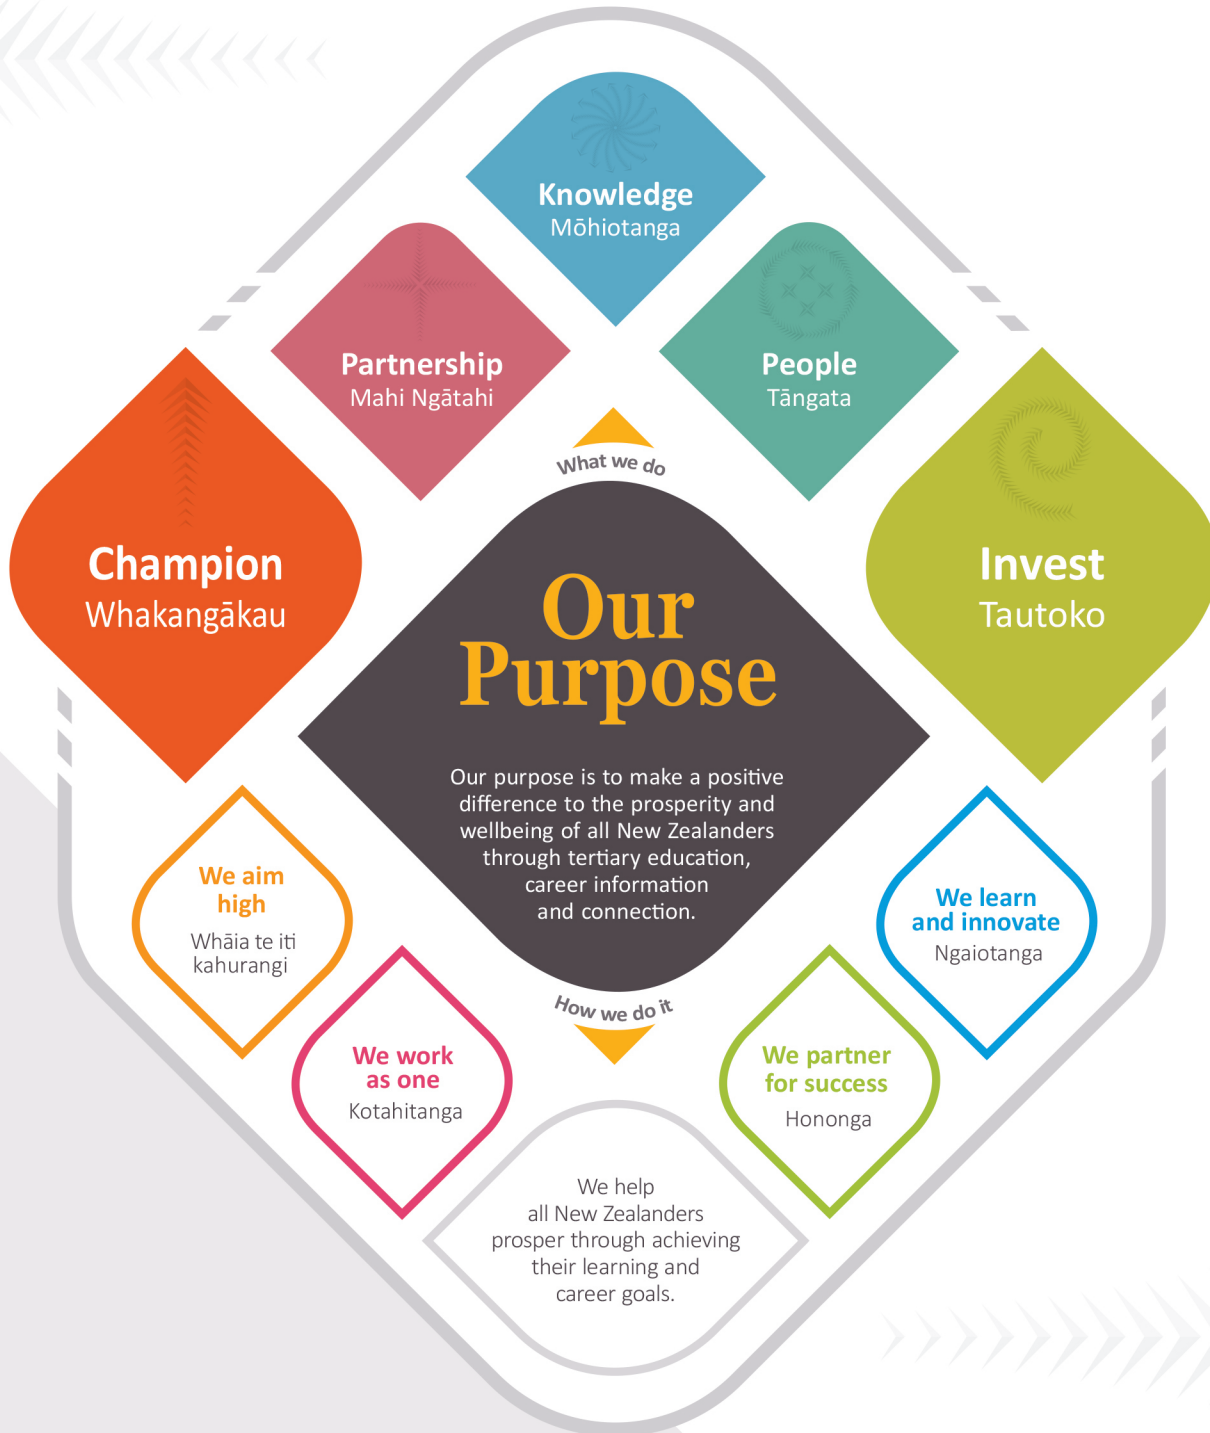 Knowledge
Mōhiotanga
Partnership
Mahi Ngātahi
People
Tāngata
Champion
Whakangākau
Invest
Tautoko
What we do
Our
Purpose
Our purpose is to make a positive
difference to the prosperity and
wellbeing of all New Zealanders
through tertiary education,
career information
and connection.
How we do it
We aim
high
Whāia te iti
kahurangi
We work
as one
Kotahitanga
We partner
for success
Hononga
We learn
and innovate
Ngaiotanga
We help
all New Zealanders
prosper through achieving
their learning and
career goals.